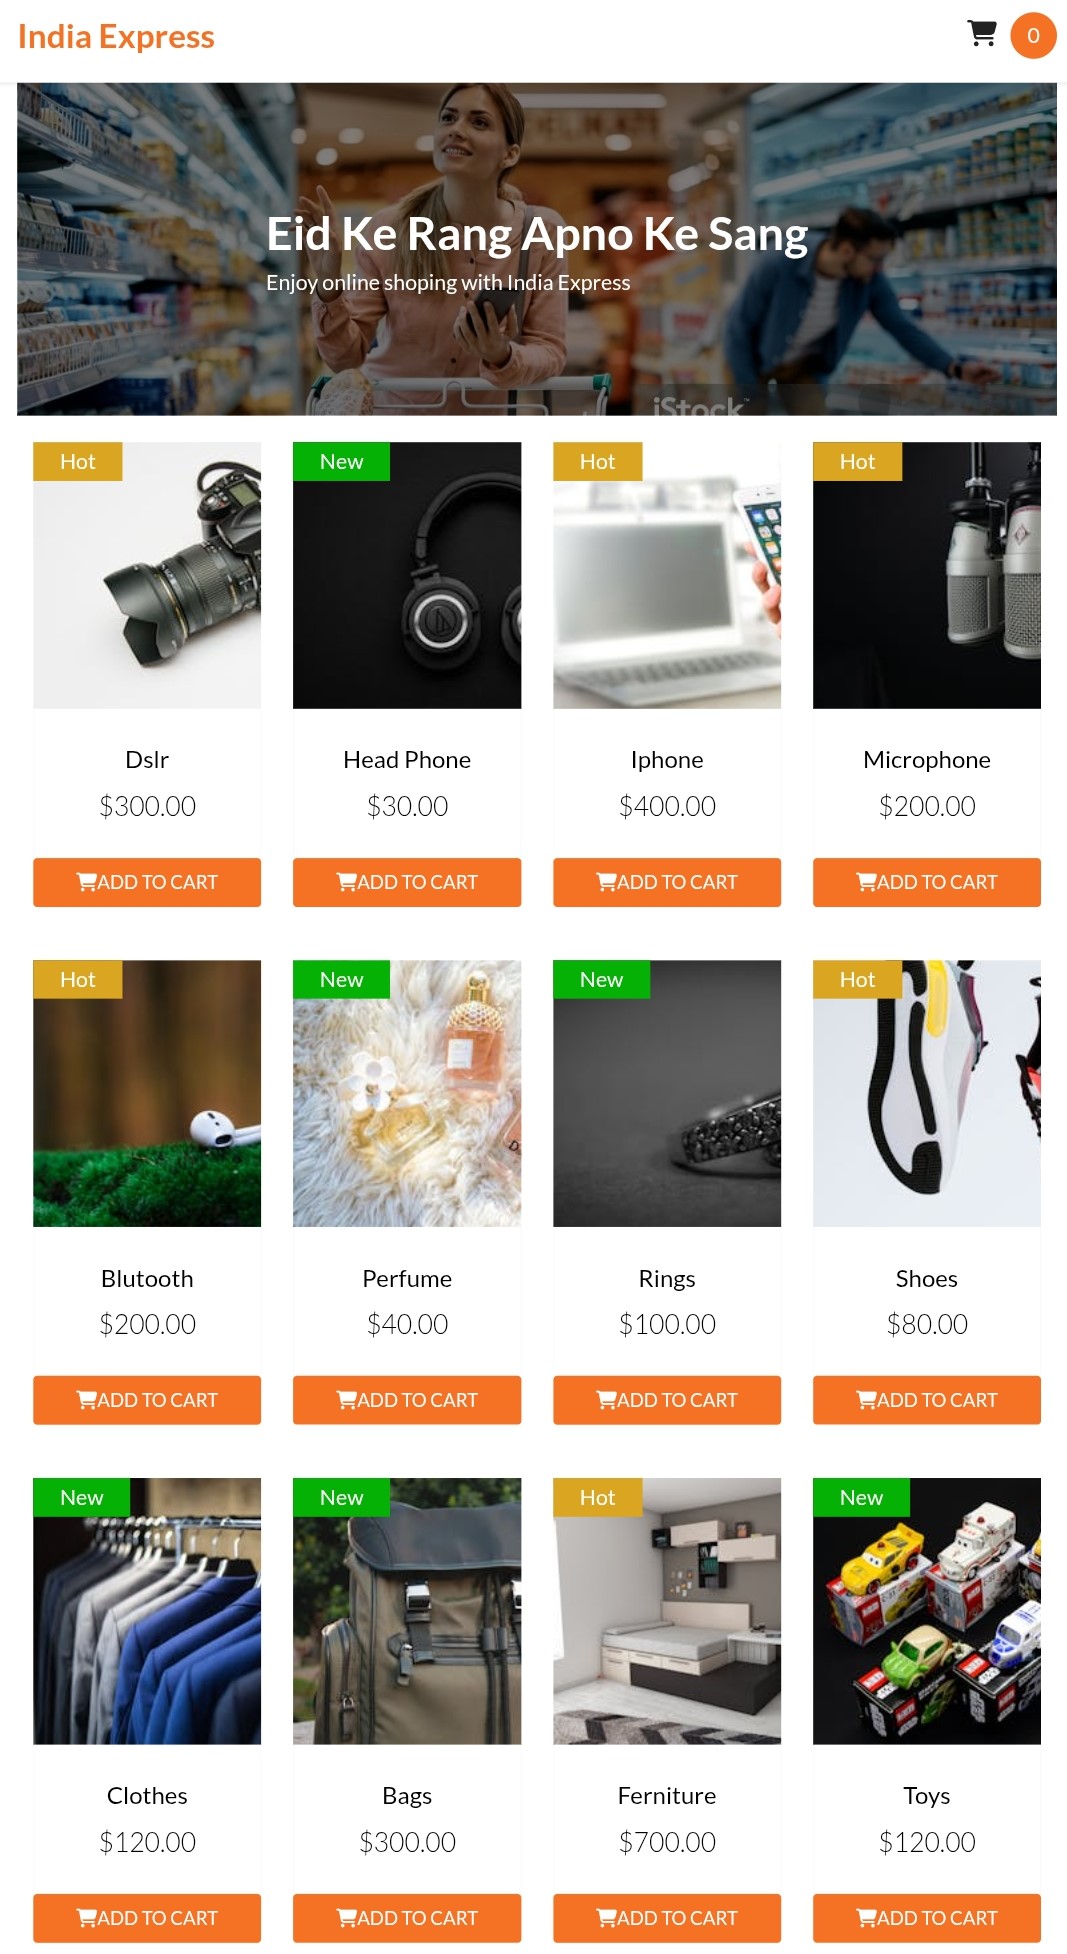 India Express
0
Eid Ke Rang Apno Ke Sang
Enjoy online shoping with India Express
iStock
Hot
New
Hot
Hot
Dslr
Head Phone
Iphone
Microphone
$300.00
$30.00
$400.00
$200.00
ADD TO CART
ADD TO CART
ADD TO CART
ADD TO CART
Hot
New
New
Hot
Blutooth
Perfume
Rings
Shoes
$200.00
$40.00
$100.00
$80.00
ADD TO CART
ADD TO CART
ADD TO CART
ADD TO CART
New
New
Hot
New
Clothes
Bags
Ferniture
Toys
$120.00
$300.00
$700.00
$120.00
ADD TO CART
ADD TO CART
ADD TO CART
ADD TO CART